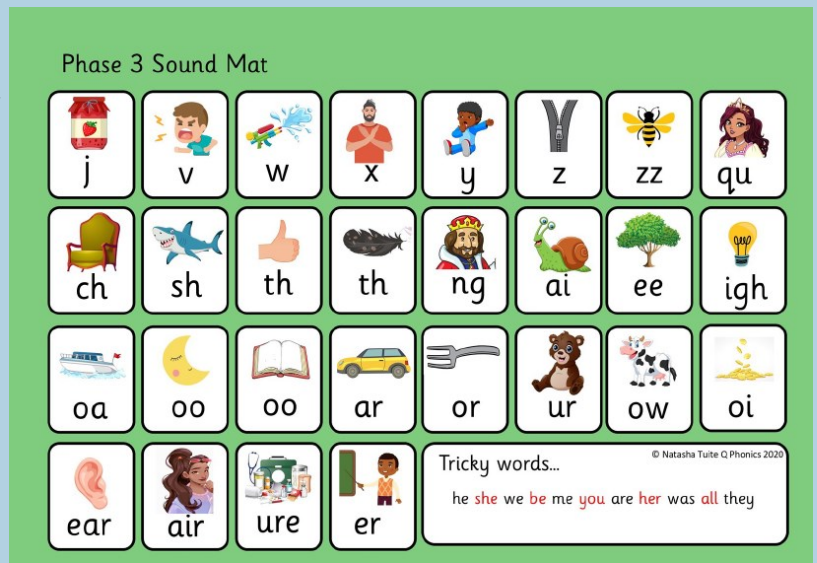 Phase 3 Sound Mat
j v w x y z zz qu
ch sh th th ng ai ee igh
oa oo oo ar or ur ow oi
ear air ure er
© Natasha Tuite Q Phonics 2020
Tricky words...
he she we be me you are her was all they